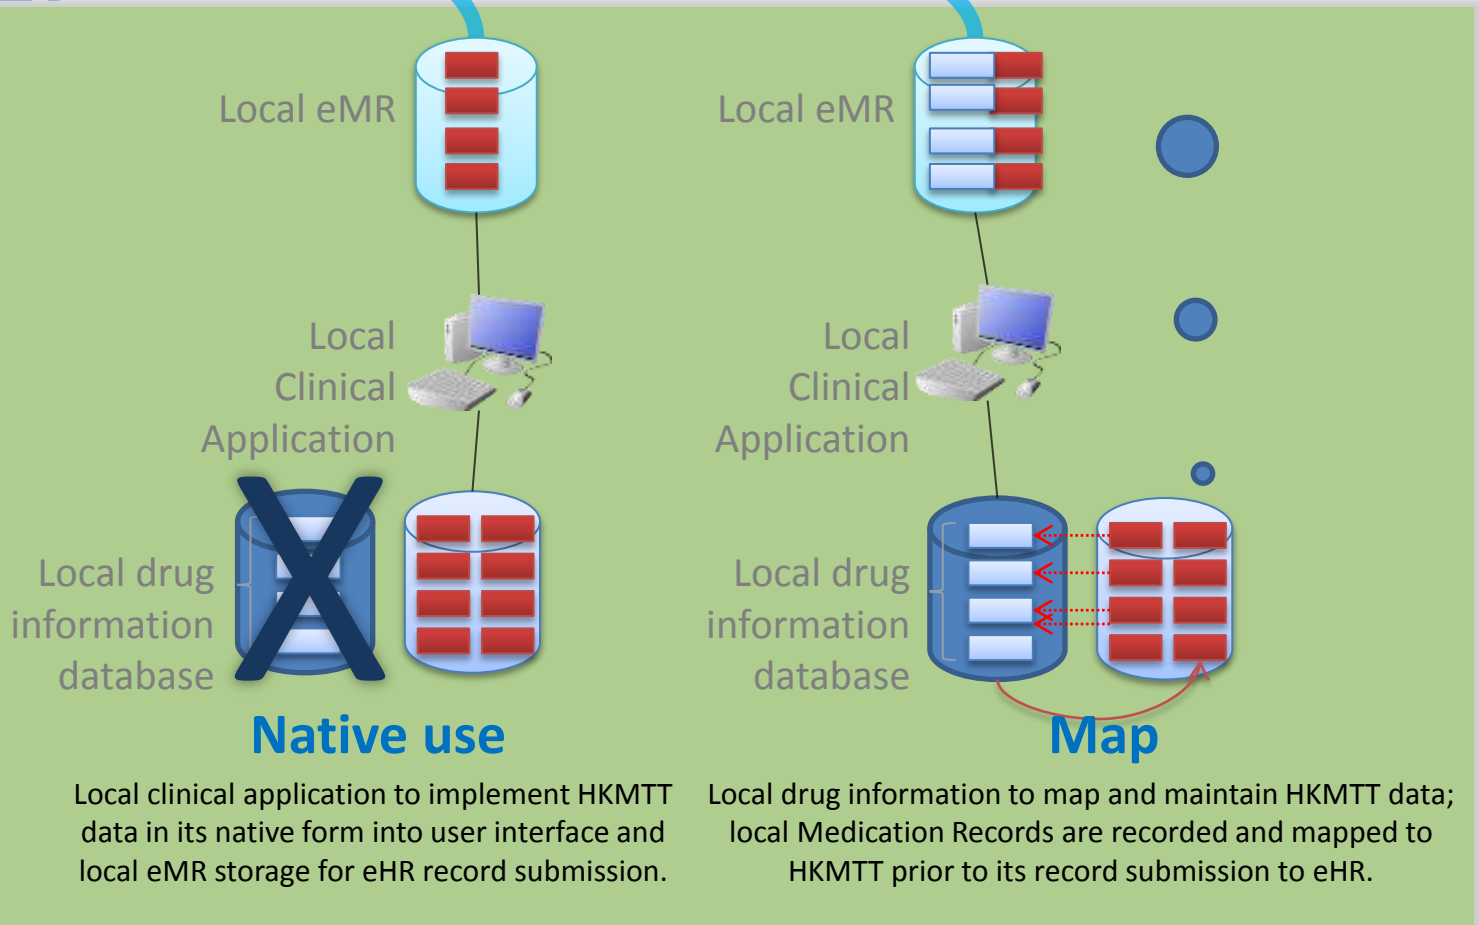 Local eMR
Local
Clinical
Application
Local drug
information
database
Native use
Local clinical application to implement HKMTT
data in its native form into user interface and
local eMR storage for eHR record submission.
Local eMR
Local
Clinical
Application
Local drug
information
database
Map
Local drug information to map and maintain HKMTT data;
local Medication Records are recorded and mapped to
HKMTT prior to its record submission to eHR.